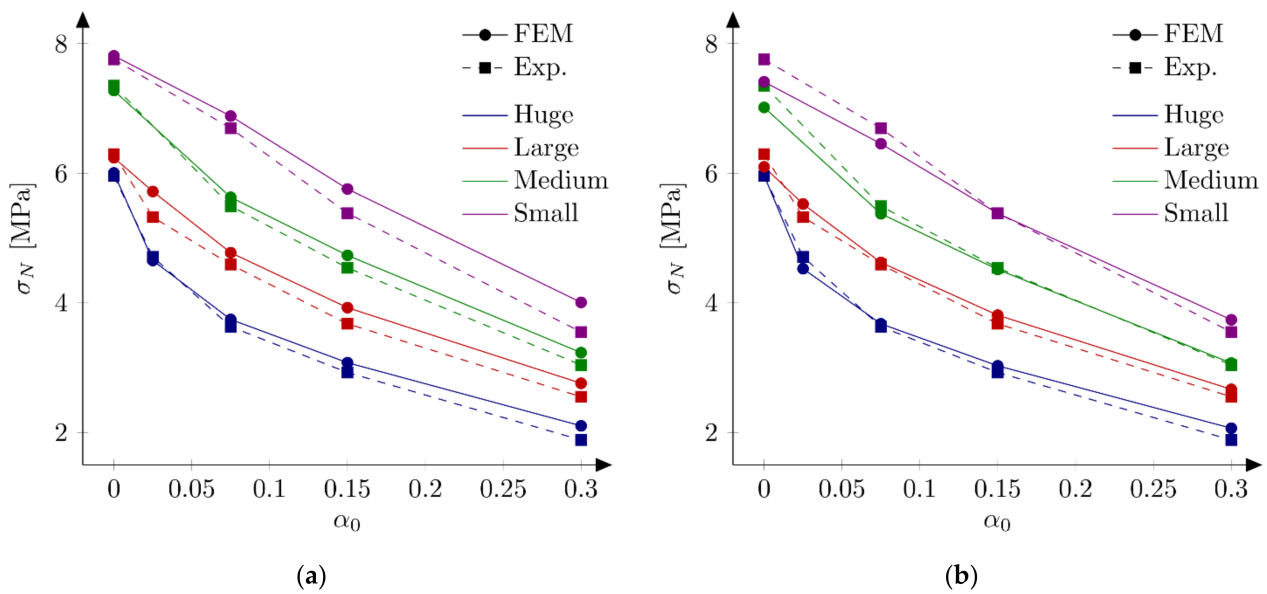 8
6
4
2
σN [MPa]
0 0.05 0.1 0.15 0.2 0.25 0.3
α0
FEM
Exp.
Huge
Large
Medium
Small
(a)
8
6
4
2
σN [MPa]
0 0.05 0.1 0.15 0.2 0.25 0.3
α0
FEM
Exp.
Huge
Large
Medium
Small
(b)